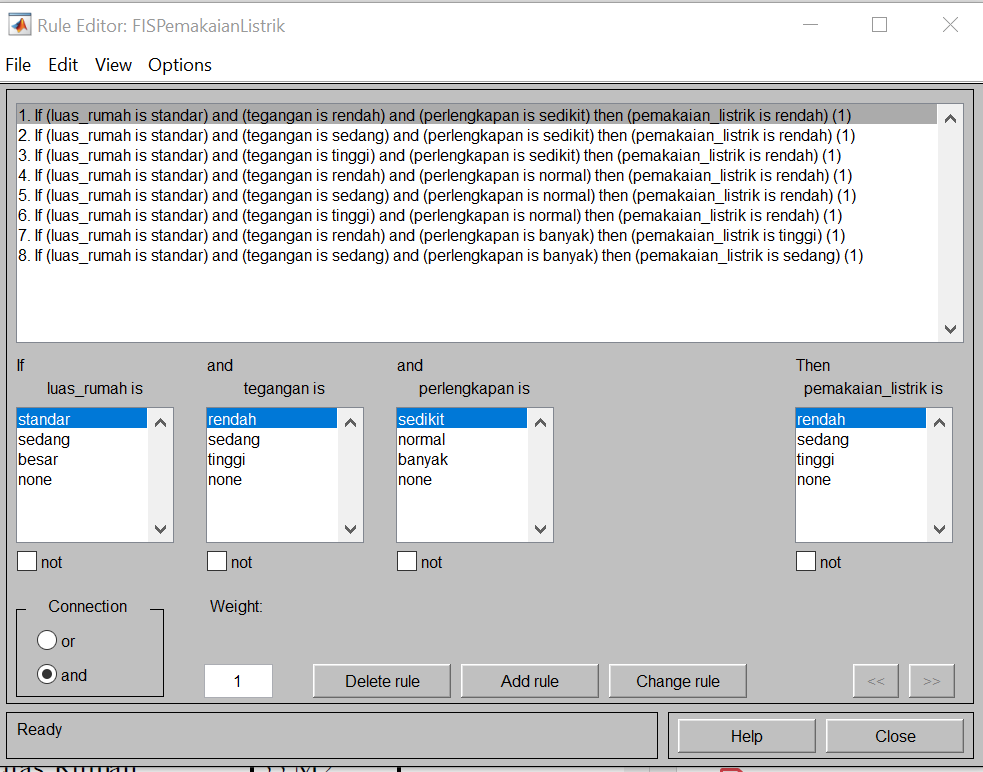 Rule Editor: FISPemakaianListrik
File Edit View Options
1. If (luas_rumah is standar) and (tegangan is rendah) and (perlengkapan is sedikit) then (pemakaian_listrik is rendah) (1)
2. If (luas_rumah is standar) and (tegangan is sedang) and (perlengkapan is sedikit) then (pemakaian_listrik is rendah) (1)
3. If (luas_rumah is standar) and (tegangan is tinggi) and (perlengkapan is sedikit) then (pemakaian_listrik is rendah) (1)
4. If (luas_rumah is standar) and (tegangan is rendah) and (perlengkapan is normal) then (pemakaian_listrik is rendah) (1)
5. If (luas_rumah is standar) and (tegangan is sedang) and (perlengkapan is normal) then (pemakaian_listrik is rendah) (1)
6. If (luas_rumah is standar) and (tegangan is tinggi) and (perlengkapan is normal) then (pemakaian_listrik is rendah) (1)
7. If (luas_rumah is standar) and (tegangan is rendah) and (perlengkapan is banyak) then (pemakaian_listrik is tinggi) (1)
8. If (luas_rumah is standar) and (tegangan is sedang) and (perlengkapan is banyak) then (pemakaian_listrik is sedang) (1)
If
luas_rumah is
standar
sedang
besar
none
not
and
tegangan is
rendah
sedang
tinggi
none
not
and
perlengkapan is
sedikit
normal
banyak
none
not
Then
pemakaian_listrik is
rendah
sedang
tinggi
none
not
Connection
or
and
Weight:
1
Delete rule
Add rule
Change rule
<<
>>
Ready
Help
Close